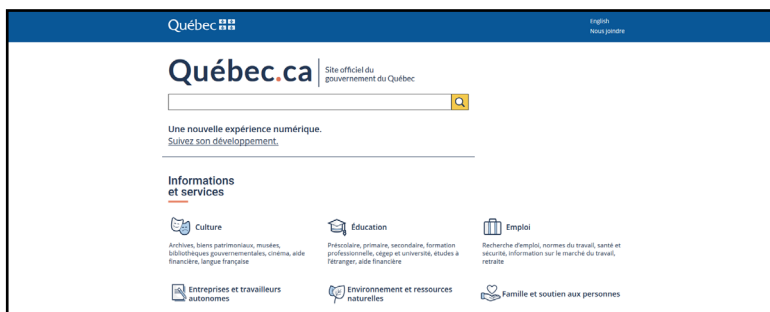 Québec
English
Nous joindre
Québec.ca
Site officiel du
gouvernement du Québec
Une nouvelle expérience numérique.
Suivez son développement.
Informations
et services
Culture
Archives, biens patrimoniaux, musées,
bibliothèques gouvernementales, cinéma, aide
financière, langue française
Éducation
Préscolaire, primaire, secondaire, formation
professionnelle, cégep et université, études à
l'étranger, aide financière
Emploi
Recherche d'emploi, normes du travail, santé et
sécurité, information sur le marché du travail,
retraite
Entreprises et travailleurs
autonomes
Environnement et ressources
naturelles
Famille et soutien aux personnes